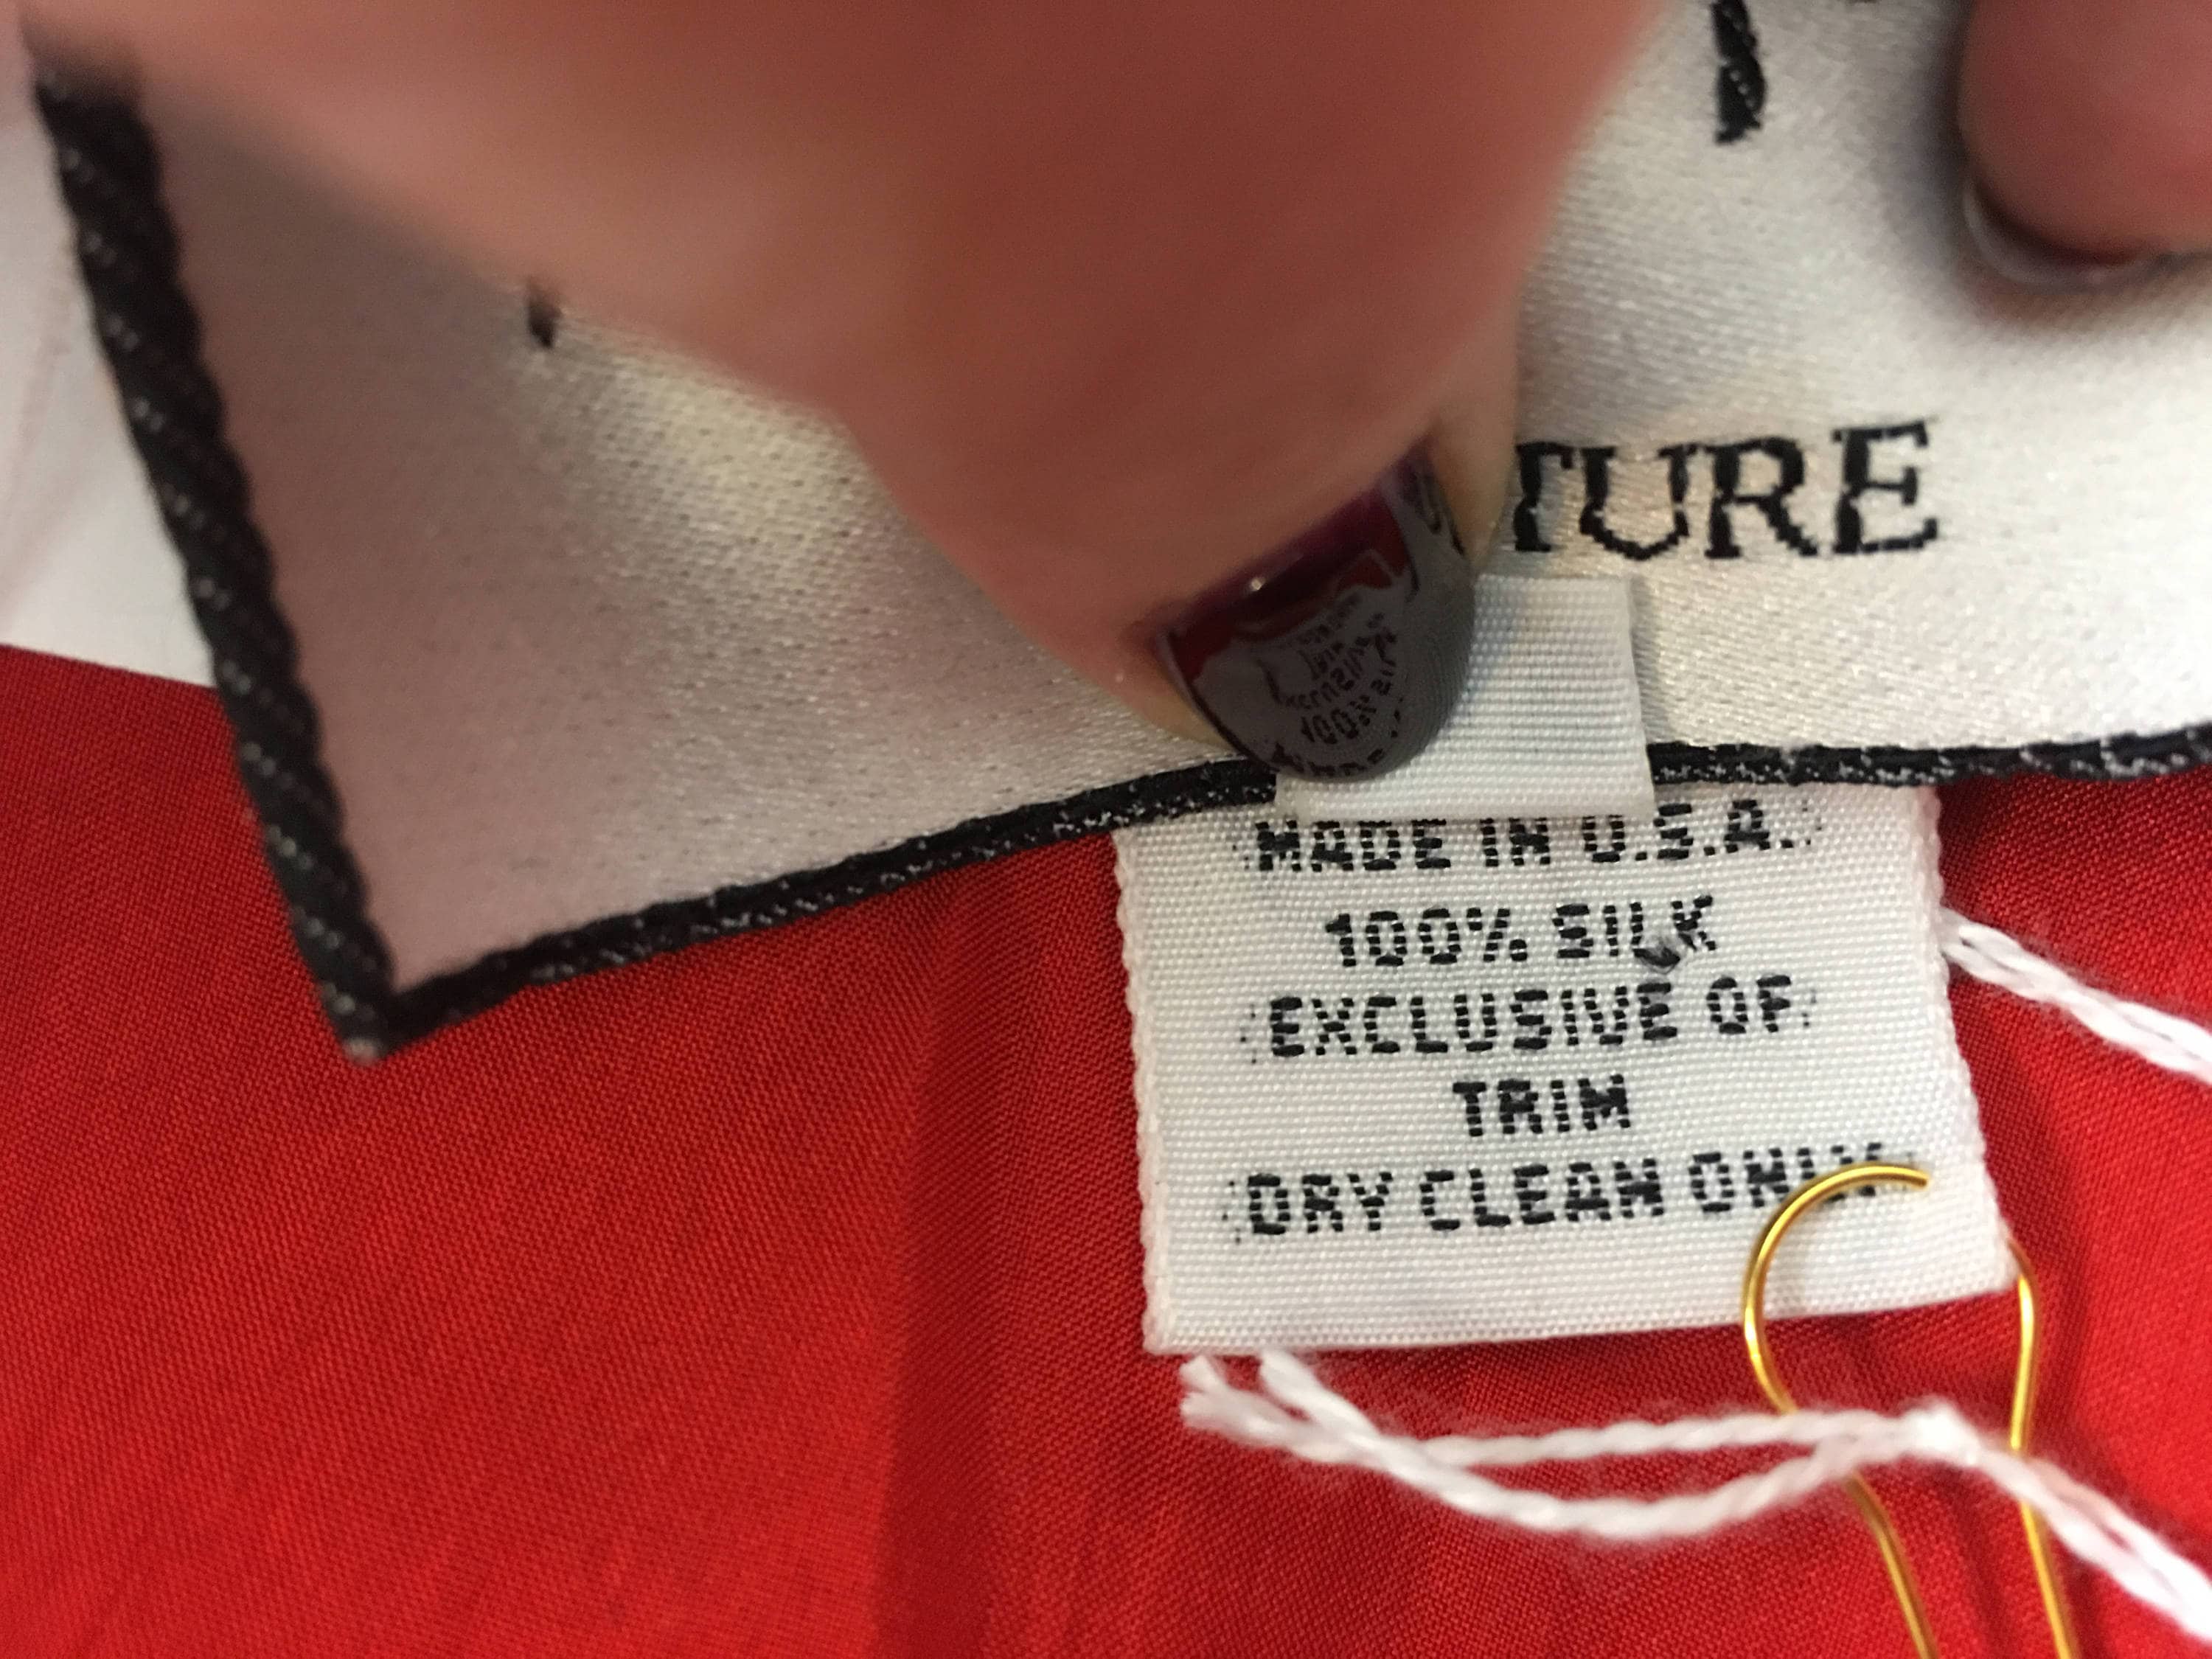 TURE
MADE IN U.S.A.
100% SILK
EXCLUSIVE OF
TRIM
DRY CLEAN ONLY